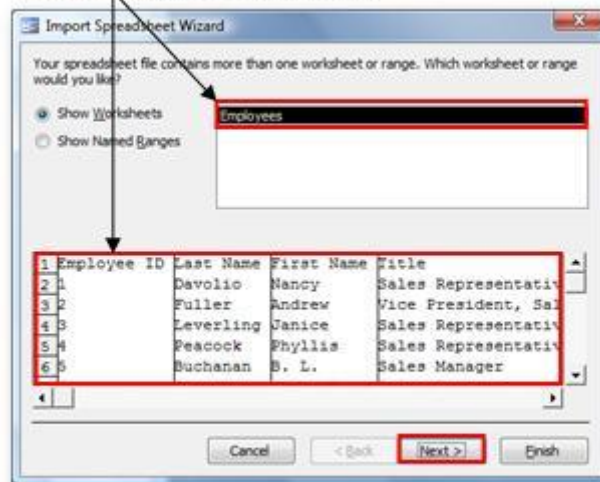 Import Spreadsheet Wizard
Your spreadsheet file contains more than one worksheet or range. Which worksheet or range
would you like?
Show Worksheets
Employees
Show Named Ranges
1 Employee ID Last Name First Name Title
2 1 Davolio Nancy Sales Representativ
3 2 Fuller Andrew Vice President, Sal
4 3 Leverling Janice Sales Representativ
5 4 Peacock Phyllis Sales Representativ
6 5 Buchanan B. L. Sales Manager
Cancel < Back Next > Finish